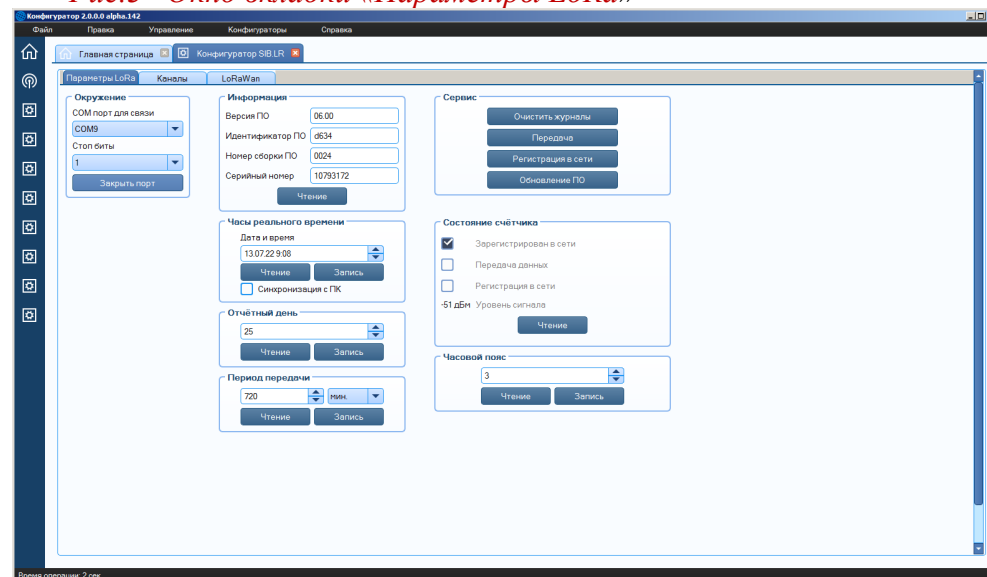 Рис.5 - Окно вкладки «Параметры LoRa»
Конфигуратор 2.0.0.0 alpha.142
Файл Правка Управление Конфигураторы Справка
Главная страница Конфигуратор SIB.LR
Параметры LoRa Каналы LoRaWan
Окружение
COM порт для связи
COM9
Стоп биты
1
Закрыть порт
Информация
Версия ПО 06.00
Идентификатор ПО d634
Номер сборки ПО 0024
Серийный номер 10793172
Чтение
Часы реального времени
Дата и время
13.07.22 9:08
Чтение Запись
Синхронизация с ПК
Отчётный день
25
Чтение Запись
Период передачи
720 мин.
Чтение Запись
Сервис
Очистить журналы
Передача
Регистрация в сети
Обновление ПО
Состояние счётчика
Зарегистрирован в сети
Передача данных
Регистрация в сети
-51 дБм Уровень сигнала
Чтение
Часовой пояс
3
Чтение Запись
Время операции: 2 сек